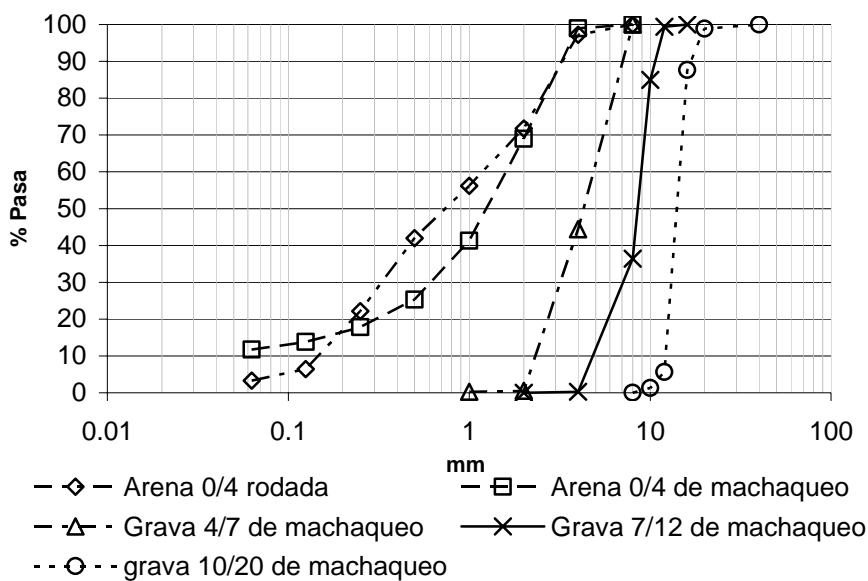 100
90
80
70
60
50
40
30
20
10
0
% Pasa
0.01 0.1 1 10 100
mm
Arena 0/4 rodada Arena 0/4 de machaqueo
Grava 4/7 de machaqueo Grava 7/12 de machaqueo
grava 10/20 de machaqueo